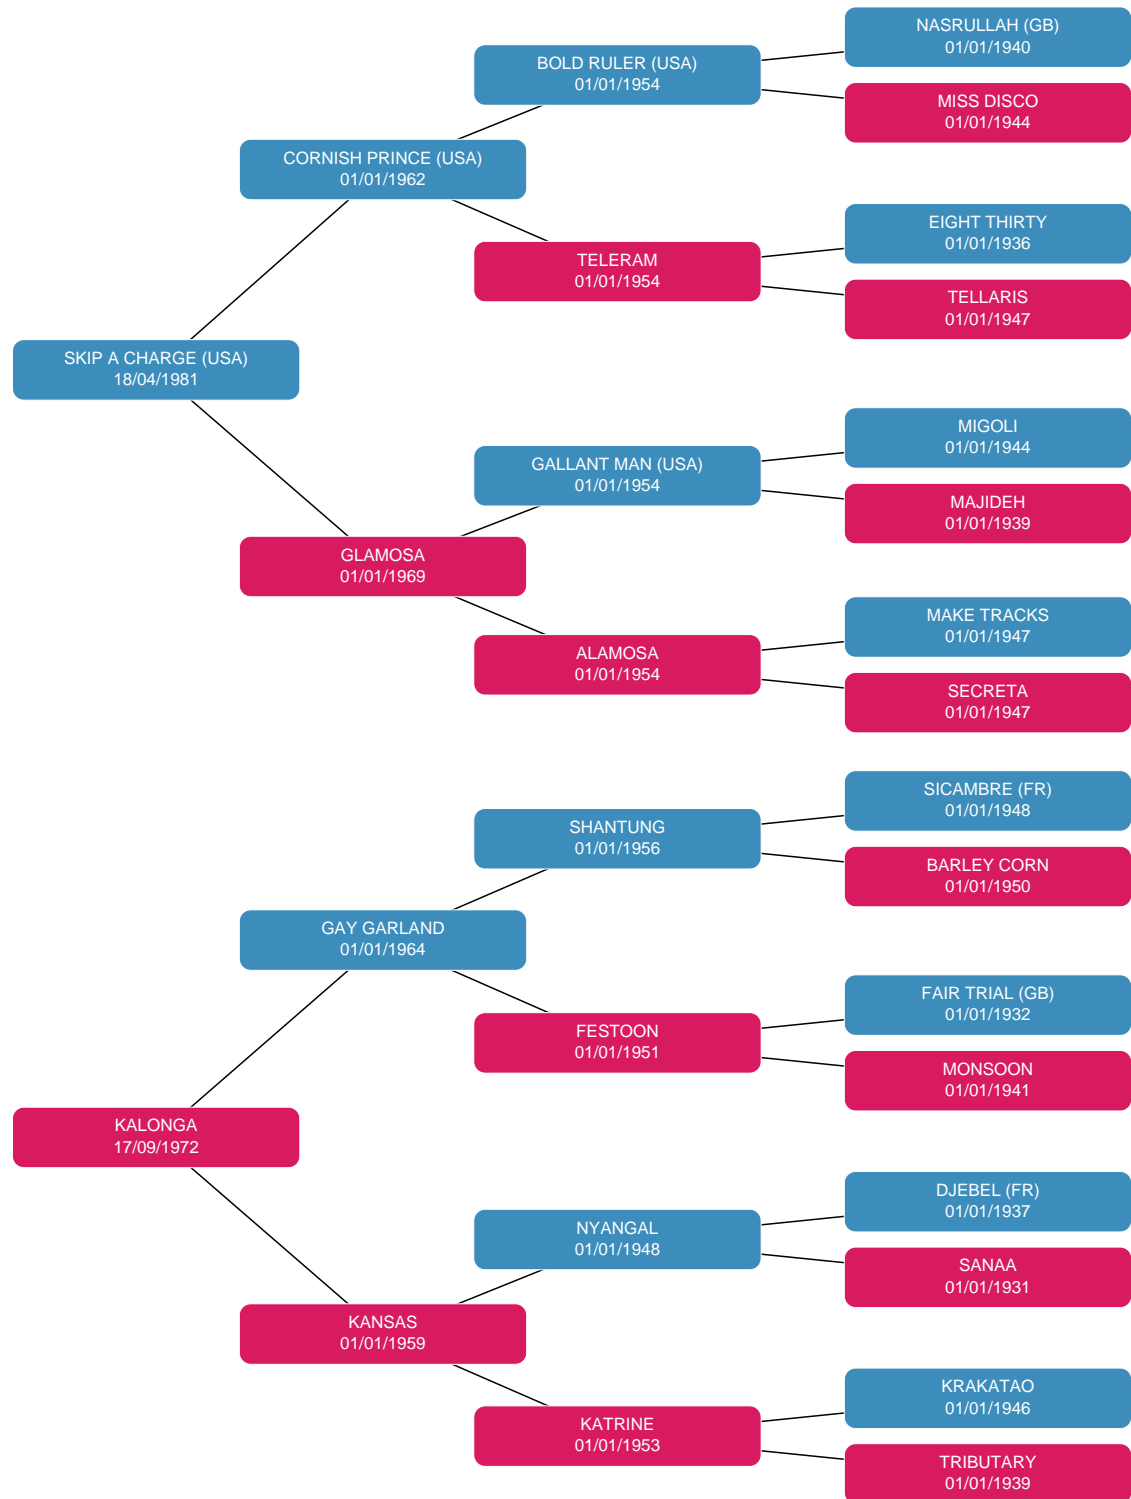 NASRULLAH (GB)
01/01/1940
BOLD RULER (USA)
01/01/1954
MISS DISCO
01/01/1944
CORNISH PRINCE (USA)
01/01/1962
EIGHT THIRTY
01/01/1936
TELERAM
01/01/1954
TELLARIS
01/01/1947
SKIP A CHARGE (USA)
18/04/1981
MIGOLI
01/01/1944
GALLANT MAN (USA)
01/01/1954
MAJIDEH
01/01/1939
GLAMOSA
01/01/1969
MAKE TRACKS
01/01/1947
ALAMOSA
01/01/1954
SECRETA
01/01/1947
SICAMBRE (FR)
01/01/1948
SHANTUNG
01/01/1956
BARLEY CORN
01/01/1950
GAY GARLAND
01/01/1964
FAIR TRIAL (GB)
01/01/1932
FESTOON
01/01/1951
MONSOON
01/01/1941
KALONGA
17/09/1972
DJEBEL (FR)
01/01/1937
NYANGAL
01/01/1948
SANAA
01/01/1931
KANSAS
01/01/1959
KRAKATAO
01/01/1946
KATRINE
01/01/1953
TRIBUTARY
01/01/1939